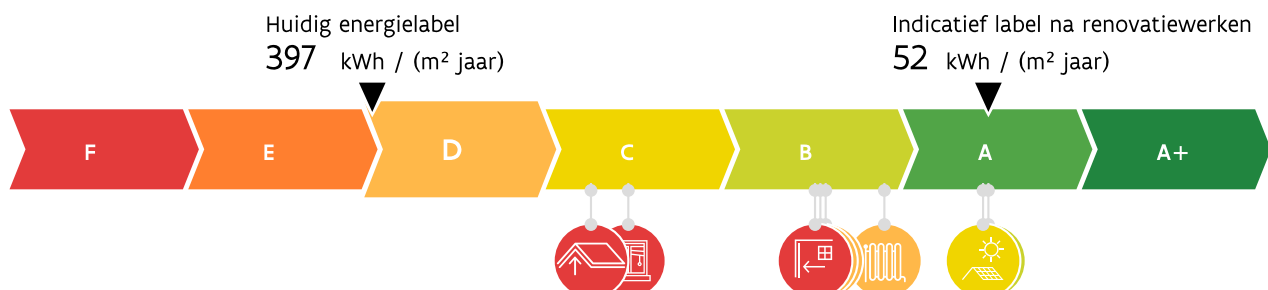 Huidig energielabel
397 kWh / (m² jaar)
Indicatief label na renovatiewerken
52 kWh / (m² jaar)
F E D C B A A+